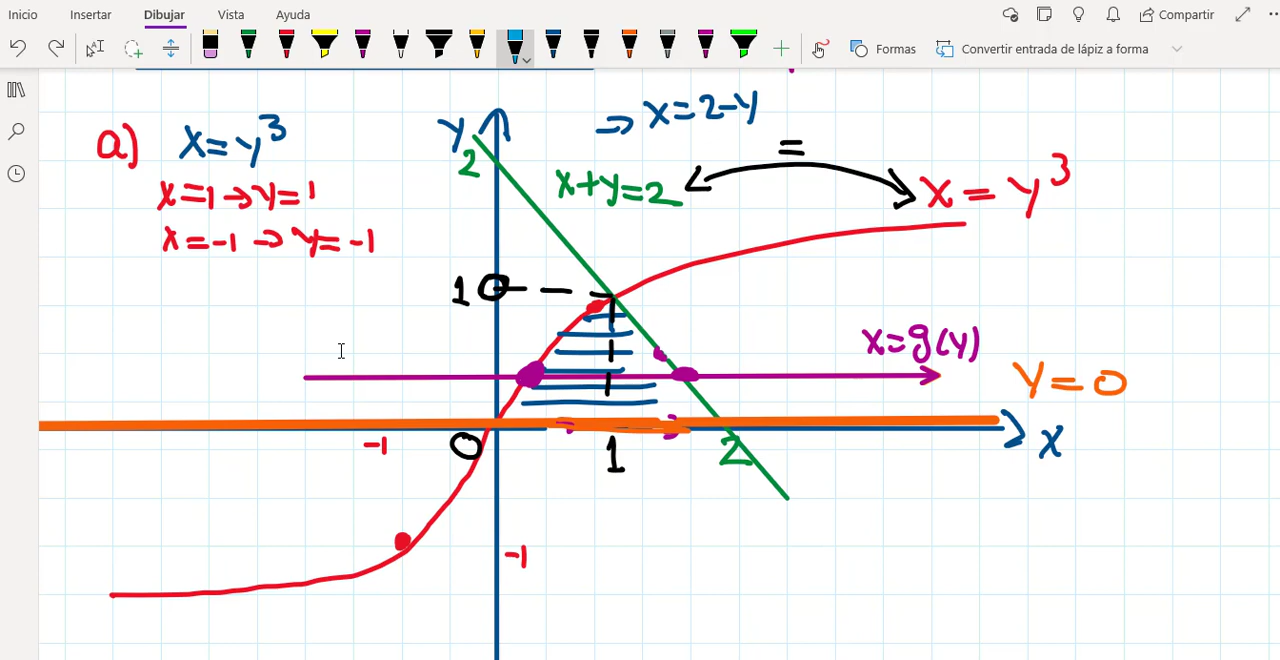 Inicio Insertar Dibujar Vista Ayuda Compartir
Formas Convertir entrada de lápiz a forma
a) x=y³
x=1→y=1
x=-1→y=-1
y
2
⇒ x=2-y
x+y=2
=
x=y³
1
x=g(y)
y=0
-1
0
1
2
x
-1